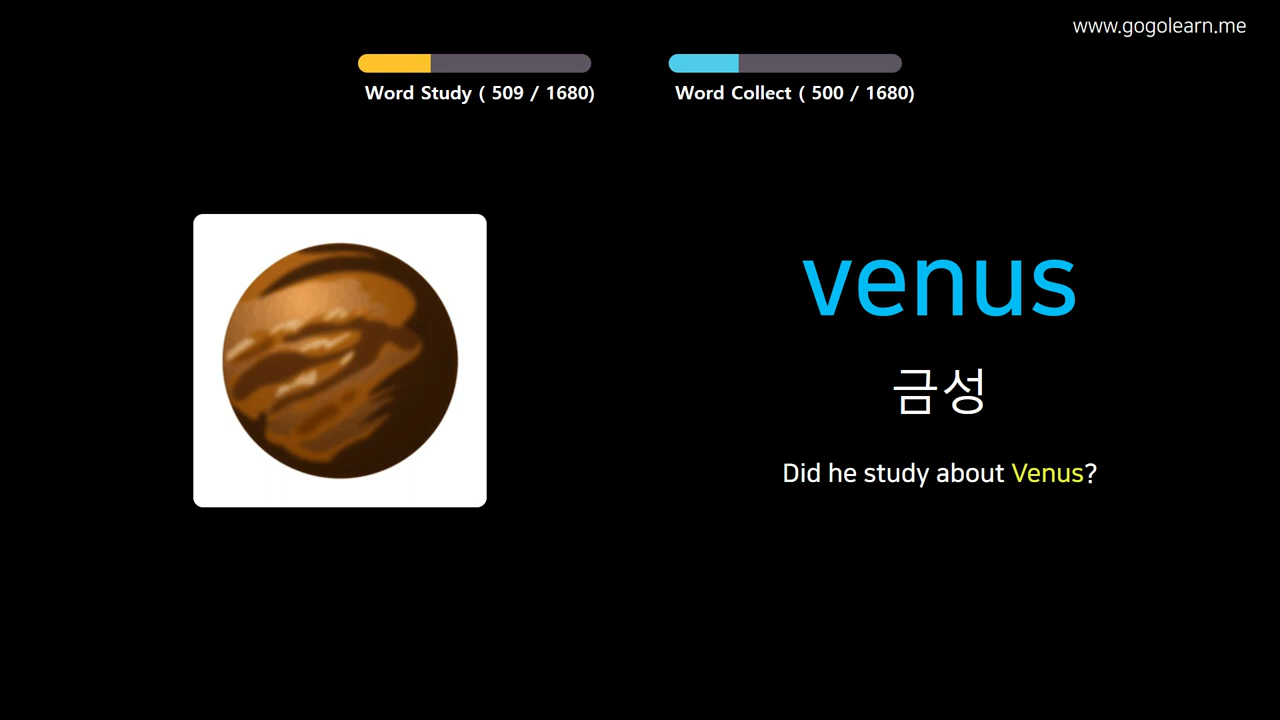 www.gogolearn.me
Word Study ( 509 / 1680)
Word Collect ( 500 / 1680)
venus
금성
Did he study about Venus?